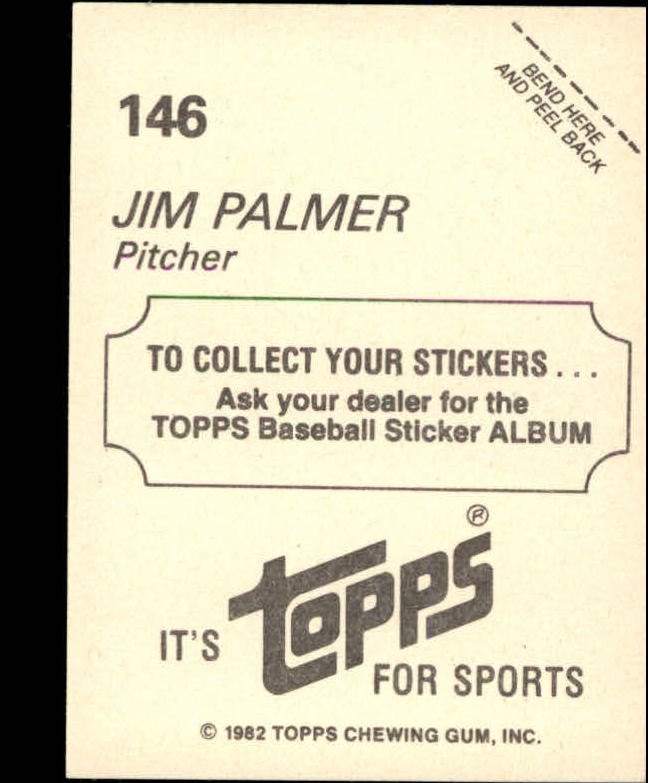 BEND HERE
AND PEEL BACK
146
JIM PALMER
Pitcher
TO COLLECT YOUR STICKERS...
Ask your dealer for the
TOPPS Baseball Sticker ALBUM
®
IT'S topps
FOR SPORTS
© 1982 TOPPS CHEWING GUM, INC.